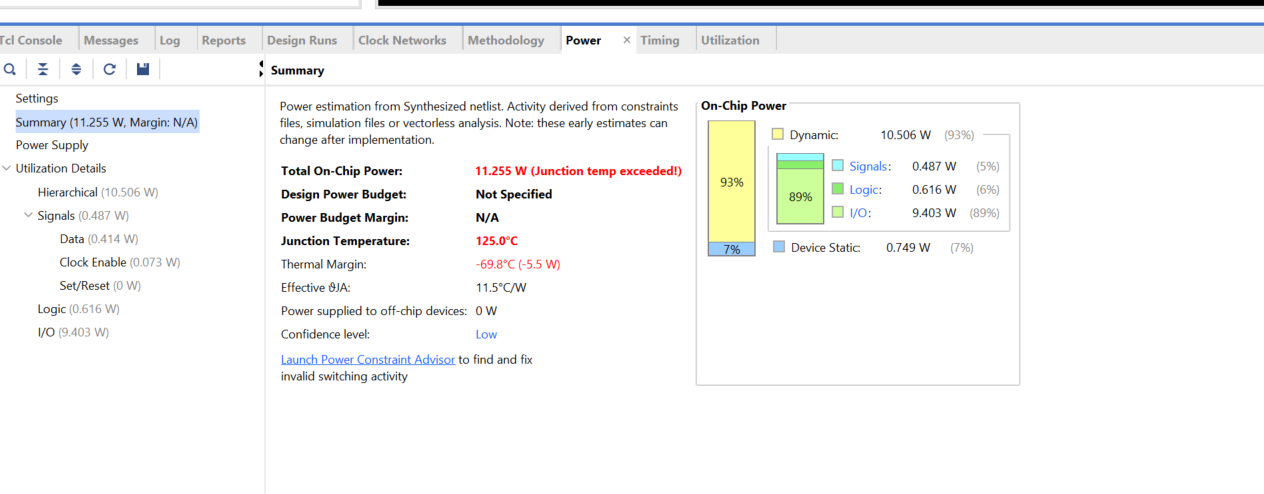 Tcl Console Messages Log Reports Design Runs Clock Networks Methodology Power × Timing Utilization
Summary
Settings
Summary (11.255 W, Margin: N/A)
Power Supply
Utilization Details
Hierarchical (10.506 W)
Signals (0.487 W)
Data (0.414 W)
Clock Enable (0.073 W)
Set/Reset (0 W)
Logic (0.616 W)
I/O (9.403 W)
Power estimation from Synthesized netlist. Activity derived from constraints
files, simulation files or vectorless analysis. Note: these early estimates can
change after implementation.
Total On-Chip Power: 11.255 W (Junction temp exceeded!)
Design Power Budget: Not Specified
Power Budget Margin: N/A
Junction Temperature: 125.0°C
Thermal Margin: -69.8°C (-5.5 W)
Effective ϑJA: 11.5°C/W
Power supplied to off-chip devices: 0 W
Confidence level: Low
Launch Power Constraint Advisor to find and fix
invalid switching activity
On-Chip Power
93%
7%
Dynamic: 10.506 W (93%)
89%
Signals: 0.487 W (5%)
Logic: 0.616 W (6%)
I/O: 9.403 W (89%)
Device Static: 0.749 W (7%)